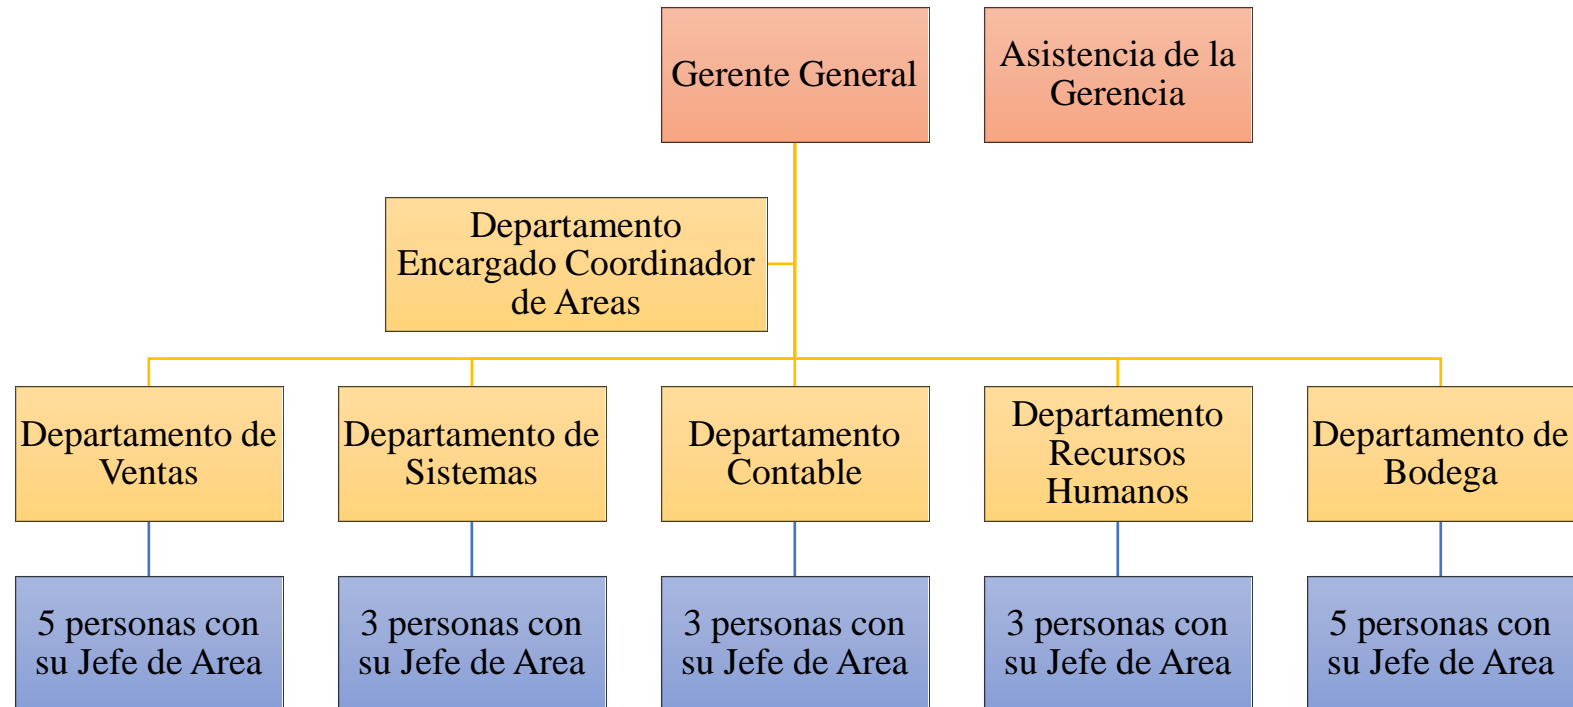 Gerente General
Asistencia de la
Gerencia
Departamento
Encargado Coordinador
de Areas
Departamento de
Ventas
Departamento de
Sistemas
Departamento
Contable
Departamento
Recursos
Humanos
Departamento de
Bodega
5 personas con
su Jefe de Area
3 personas con
su Jefe de Area
3 personas con
su Jefe de Area
3 personas con
su Jefe de Area
5 personas con
su Jefe de Area